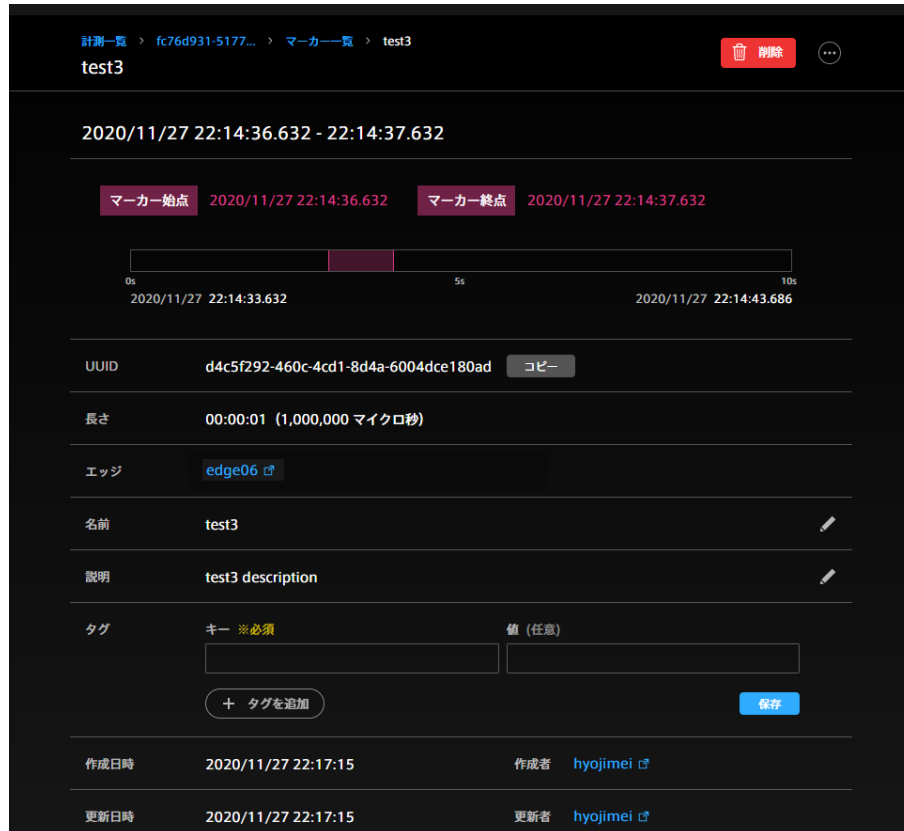 計測一覧 > fc76d931-5177... > マーカー一覧 > test3
test3
削除
2020/11/27 22:14:36.632 - 22:14:37.632
マーカー始点 2020/11/27 22:14:36.632 マーカー終点 2020/11/27 22:14:37.632
0s 5s 10s
2020/11/27 22:14:33.632 2020/11/27 22:14:43.686
UUID d4c5f292-460c-4cd1-8d4a-6004dce180ad コピー
長さ 00:00:01 (1,000,000 マイクロ秒)
エッジ edge06
名前 test3
説明 test3 description
タグ キー ※必須 値 (任意)
＋ タグを追加 保存
作成日時 2020/11/27 22:17:15 作成者 hyojimei
更新日時 2020/11/27 22:17:15 更新者 hyojimei